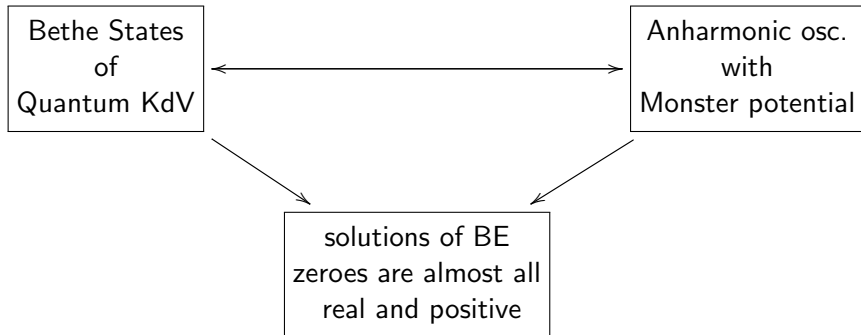 Bethe States
of
Quantum KdV
Anharmonic osc.
with
Monster potential
solutions of BE
zeroes are almost all
real and positive